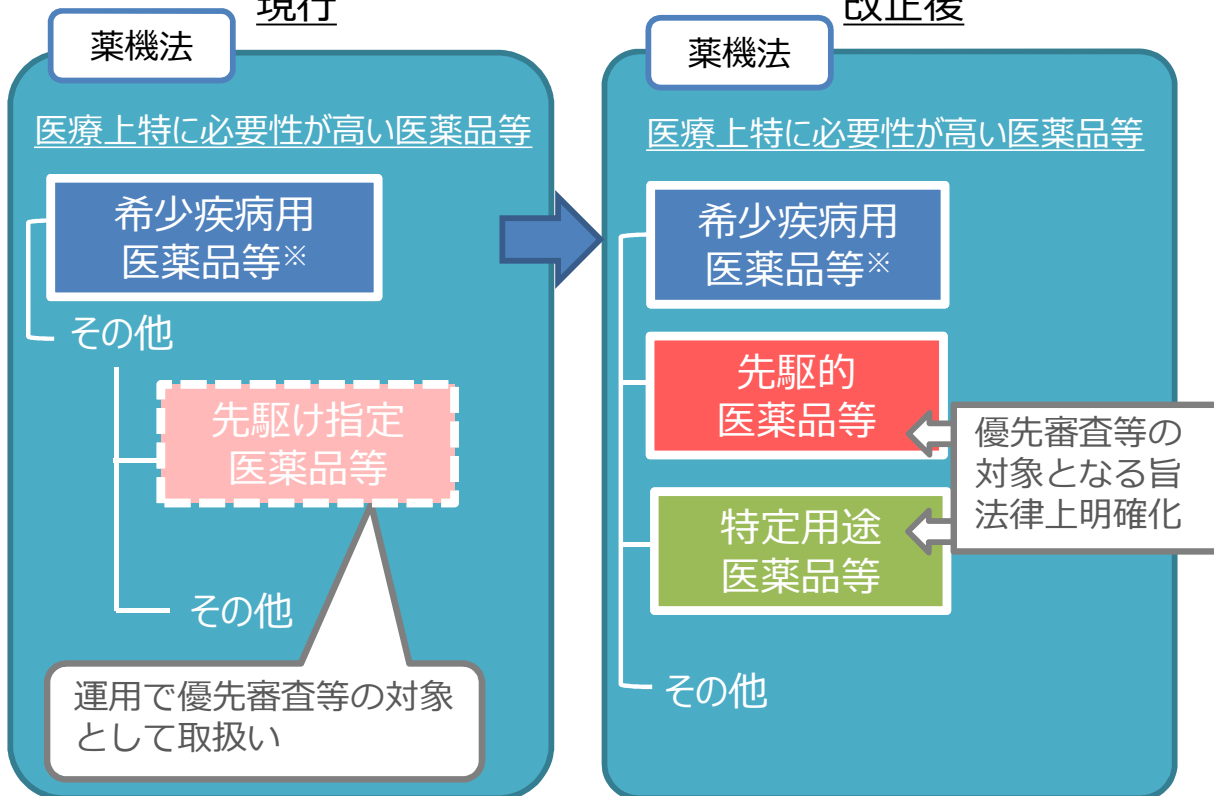 現行
薬機法
医療上特に必要性が高い医薬品等
希少疾病用
医薬品等※
その他
先駆け指定
医薬品等
その他
運用で優先審査等の対象
として取扱い
改正後
薬機法
医療上特に必要性が高い医薬品等
希少疾病用
医薬品等※
先駆的
医薬品等
優先審査等の
対象となる旨
法律上明確化
特定用途
医薬品等
その他